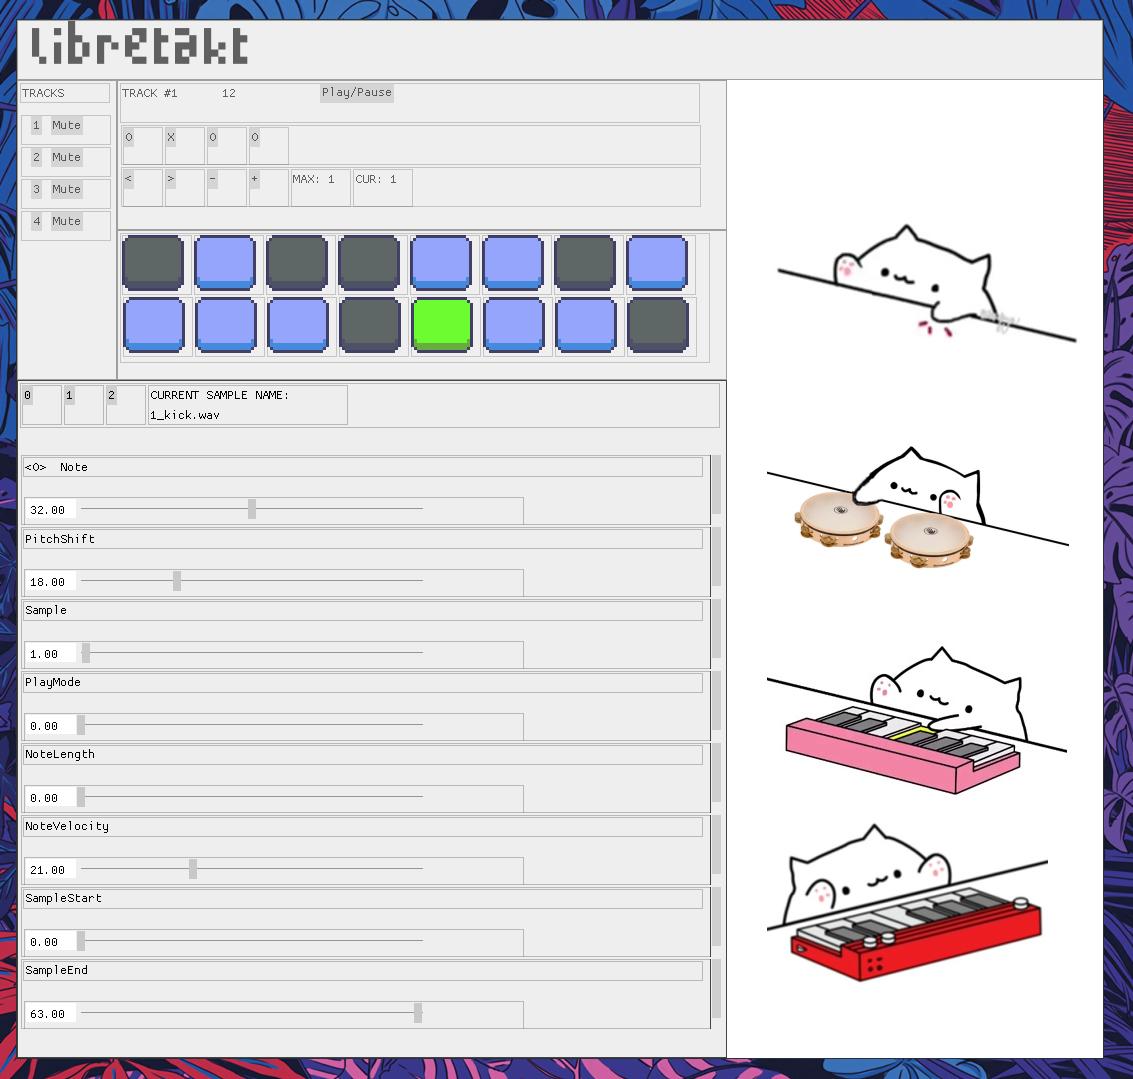 libretakt
TRACKS
TRACK #1 12 Play/Pause
1 Mute
2 Mute
3 Mute
4 Mute
O X O O
< > - + MAX: 1 CUR: 1
0 1 2 CURRENT SAMPLE NAME:
1_kick.wav
<O> Note
32.00
PitchShift
18.00
Sample
1.00
PlayMode
0.00
NoteLength
0.00
NoteVelocity
21.00
SampleStart
0.00
SampleEnd
63.00